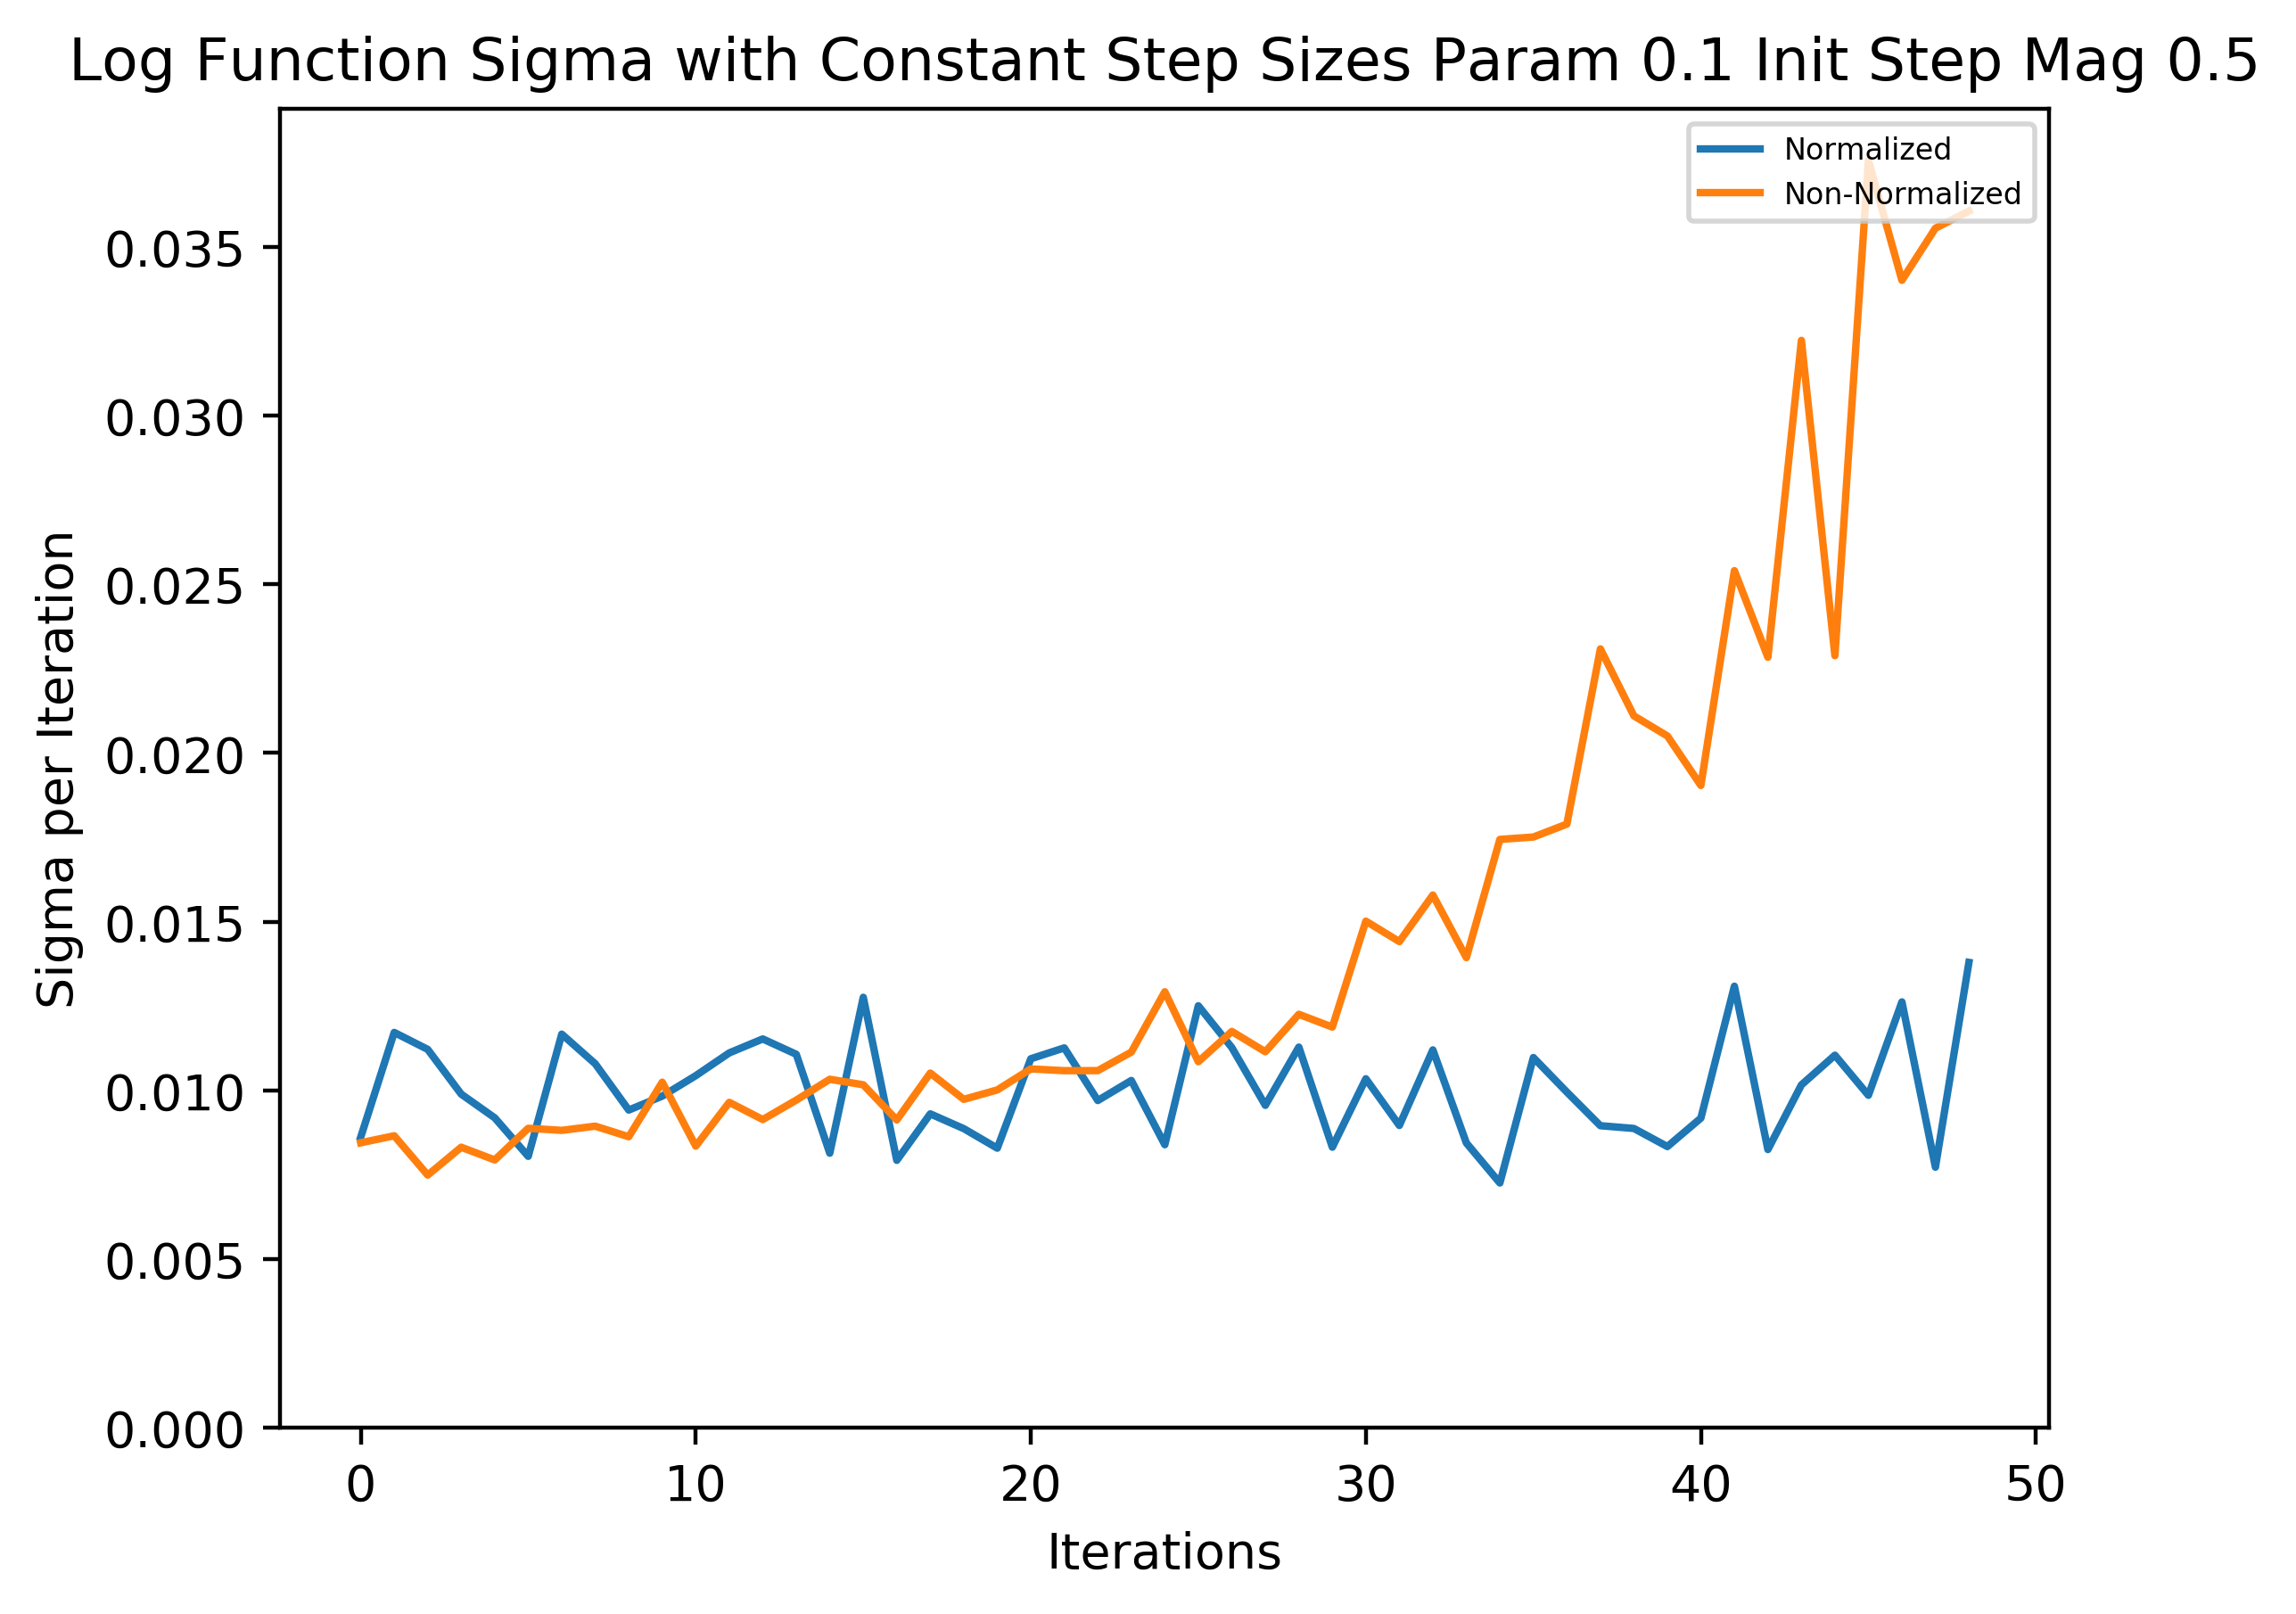 Log Function Sigma with Constant Step Sizes Param 0.1 Init Step Mag 0.5
Normalized
Non-Normalized
Sigma per Iteration
0.035
0.030
0.025
0.020
0.015
0.010
0.005
0.000
0 10 20 30 40 50
Iterations